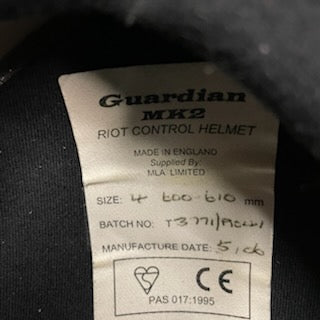 Guardian
MK2
RIOT CONTROL HELMET
MADE IN ENGLAND
Supplied By:
MLA LIMITED
SIZE: 4 600-610 mm
BATCH NO:
MANUFACTURE DATE: 5,06
CE
PAS 017:1995